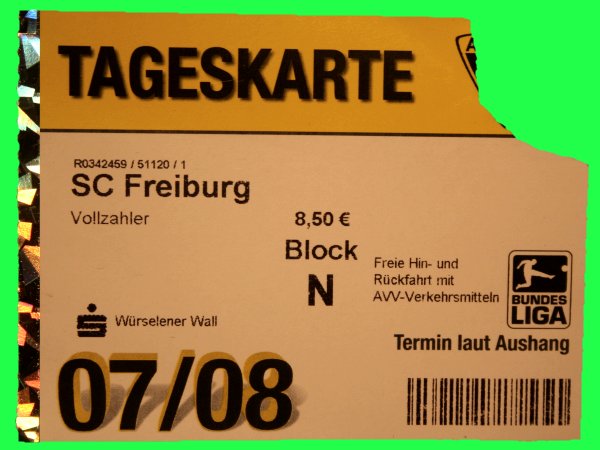 TAGESKARTE
R0342459 / 51120 / 1
SC Freiburg
Vollzahler
8,50 €
Block
N
Freie Hin- und
Rückfahrt mit
AVV-Verkehrsmitteln
BUNDES
LIGA
Würselener Wall
Termin laut Aushang
07/08